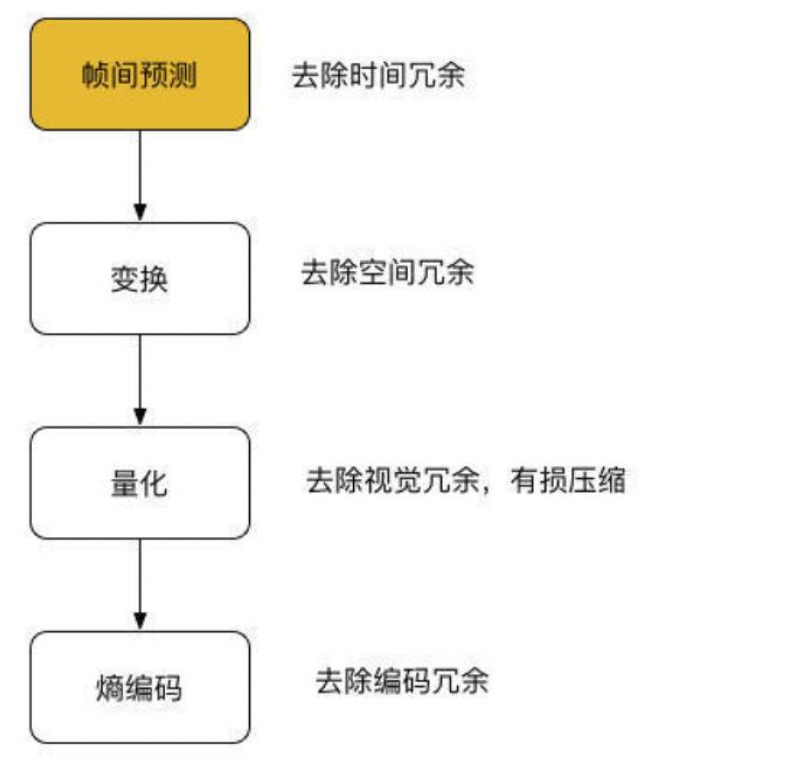 帧间预测
去除时间冗余
变换
去除空间冗余
量化
去除视觉冗余，有损压缩
熵编码
去除编码冗余